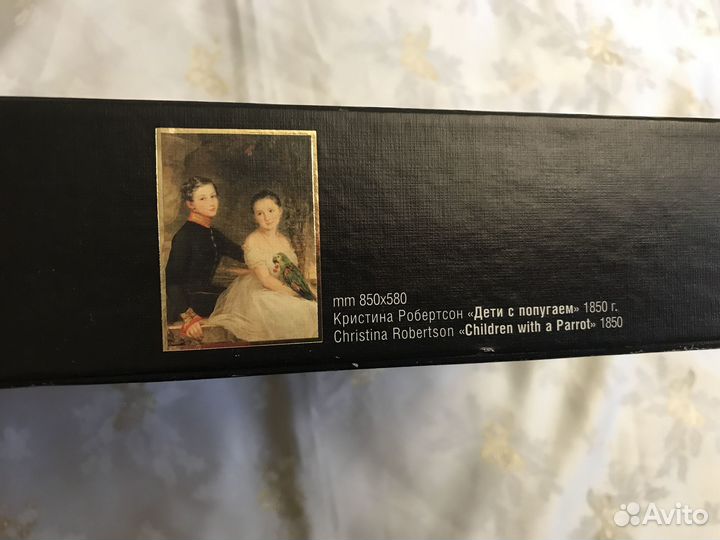 mm 850x580
Кристина Робертсон «Дети с попугаем» 1850 г.
Christina Robertson «Children with a Parrot» 1850
Avito